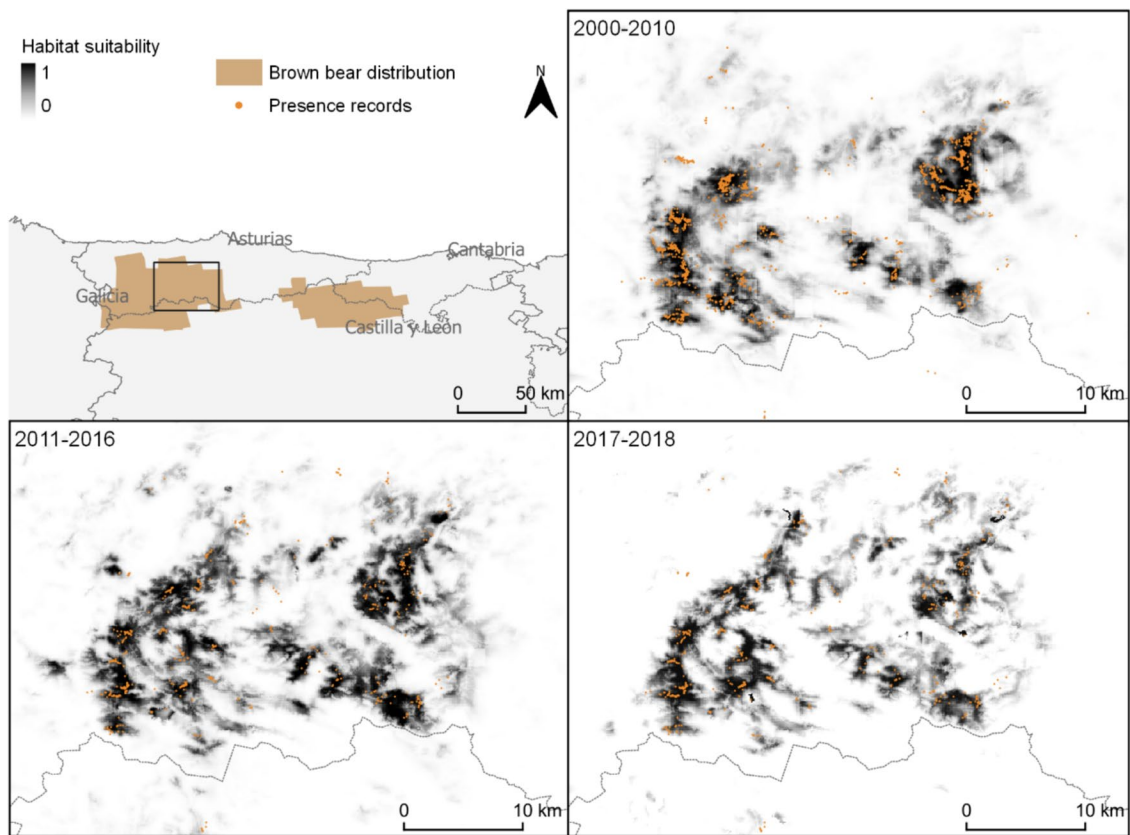 Habitat suitability
1
0
Brown bear distribution
Presence records
N
Asturias
Cantabria
Galicia
Castilla y León
0 50 km
2000-2010
0 10 km
2011-2016
0 10 km
2017-2018
0 10 km